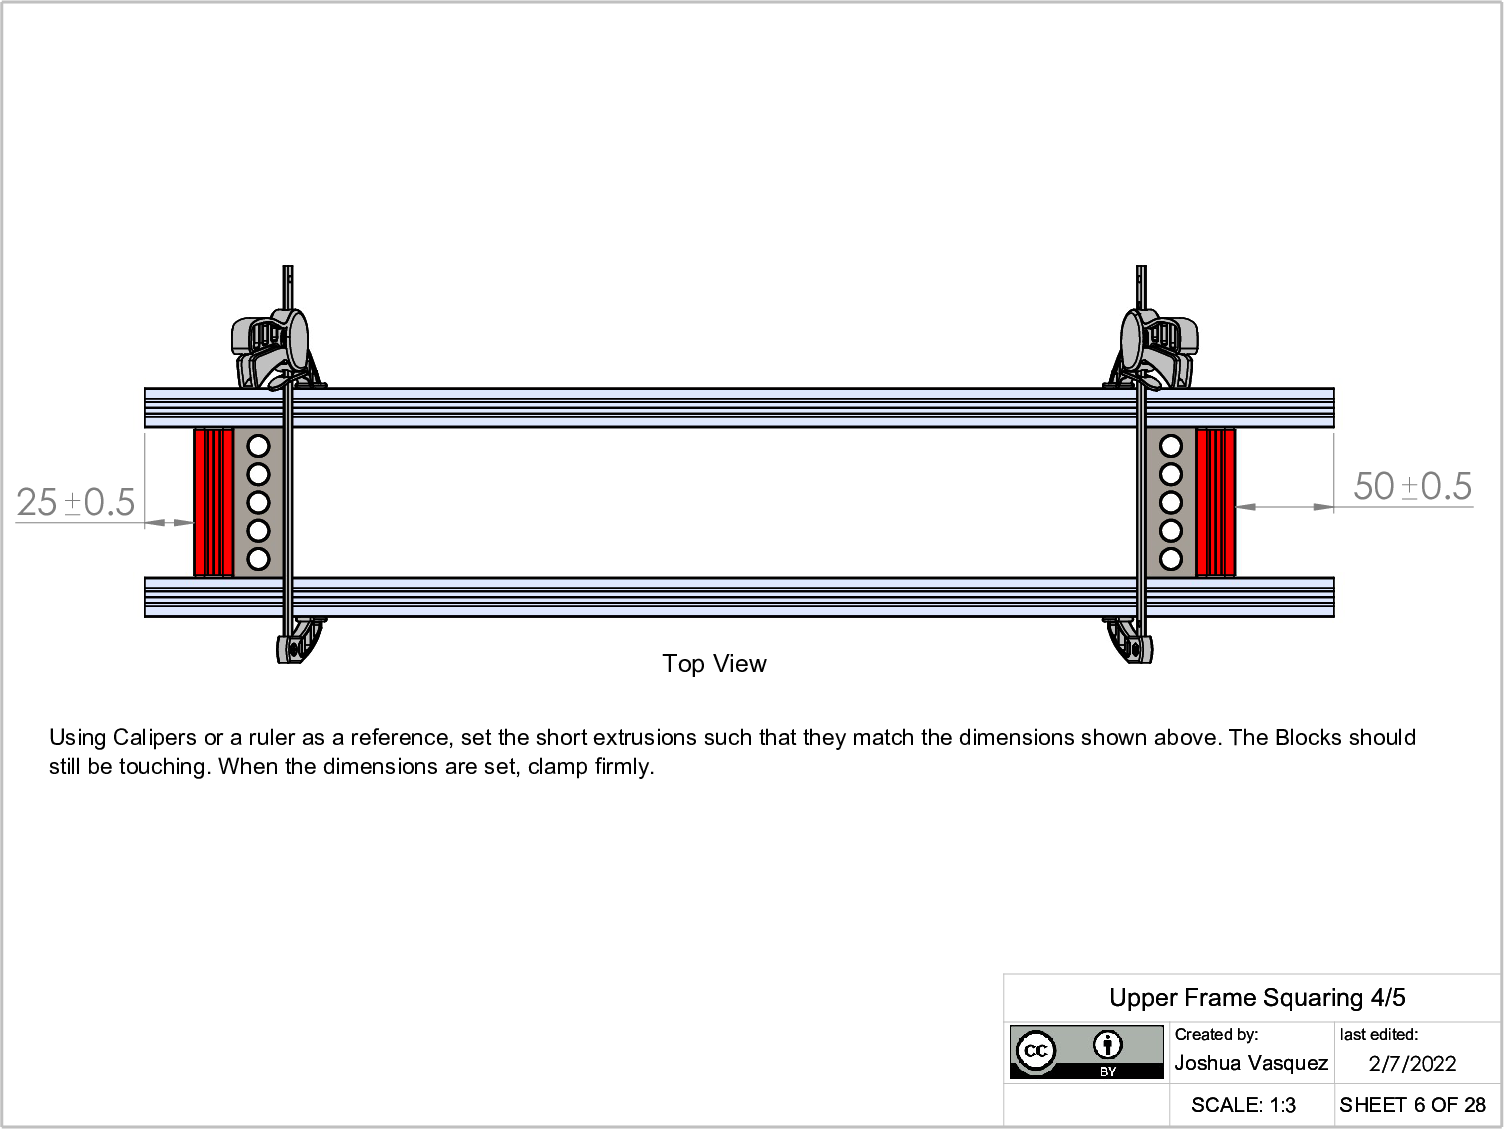 25±0.5
50±0.5
Top View
Using Calipers or a ruler as a reference, set the short extrusions such that they match the dimensions shown above. The Blocks should
still be touching. When the dimensions are set, clamp firmly.
Upper Frame Squaring 4/5
cc
BY
Created by:
Joshua Vasquez
last edited:
2/7/2022
SCALE: 1:3
SHEET 6 OF 28